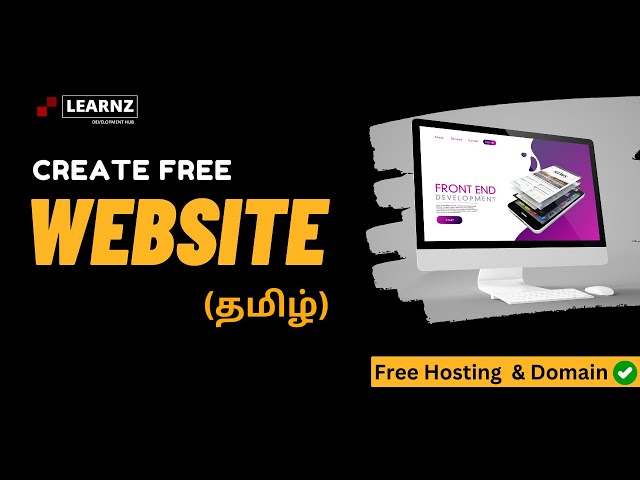 LEARNZ
DEVELOPMENT HUB
CREATE FREE
WEBSITE
(தமிழ்)
FRONT END
DEVELOPMENT
Free Hosting & Domain